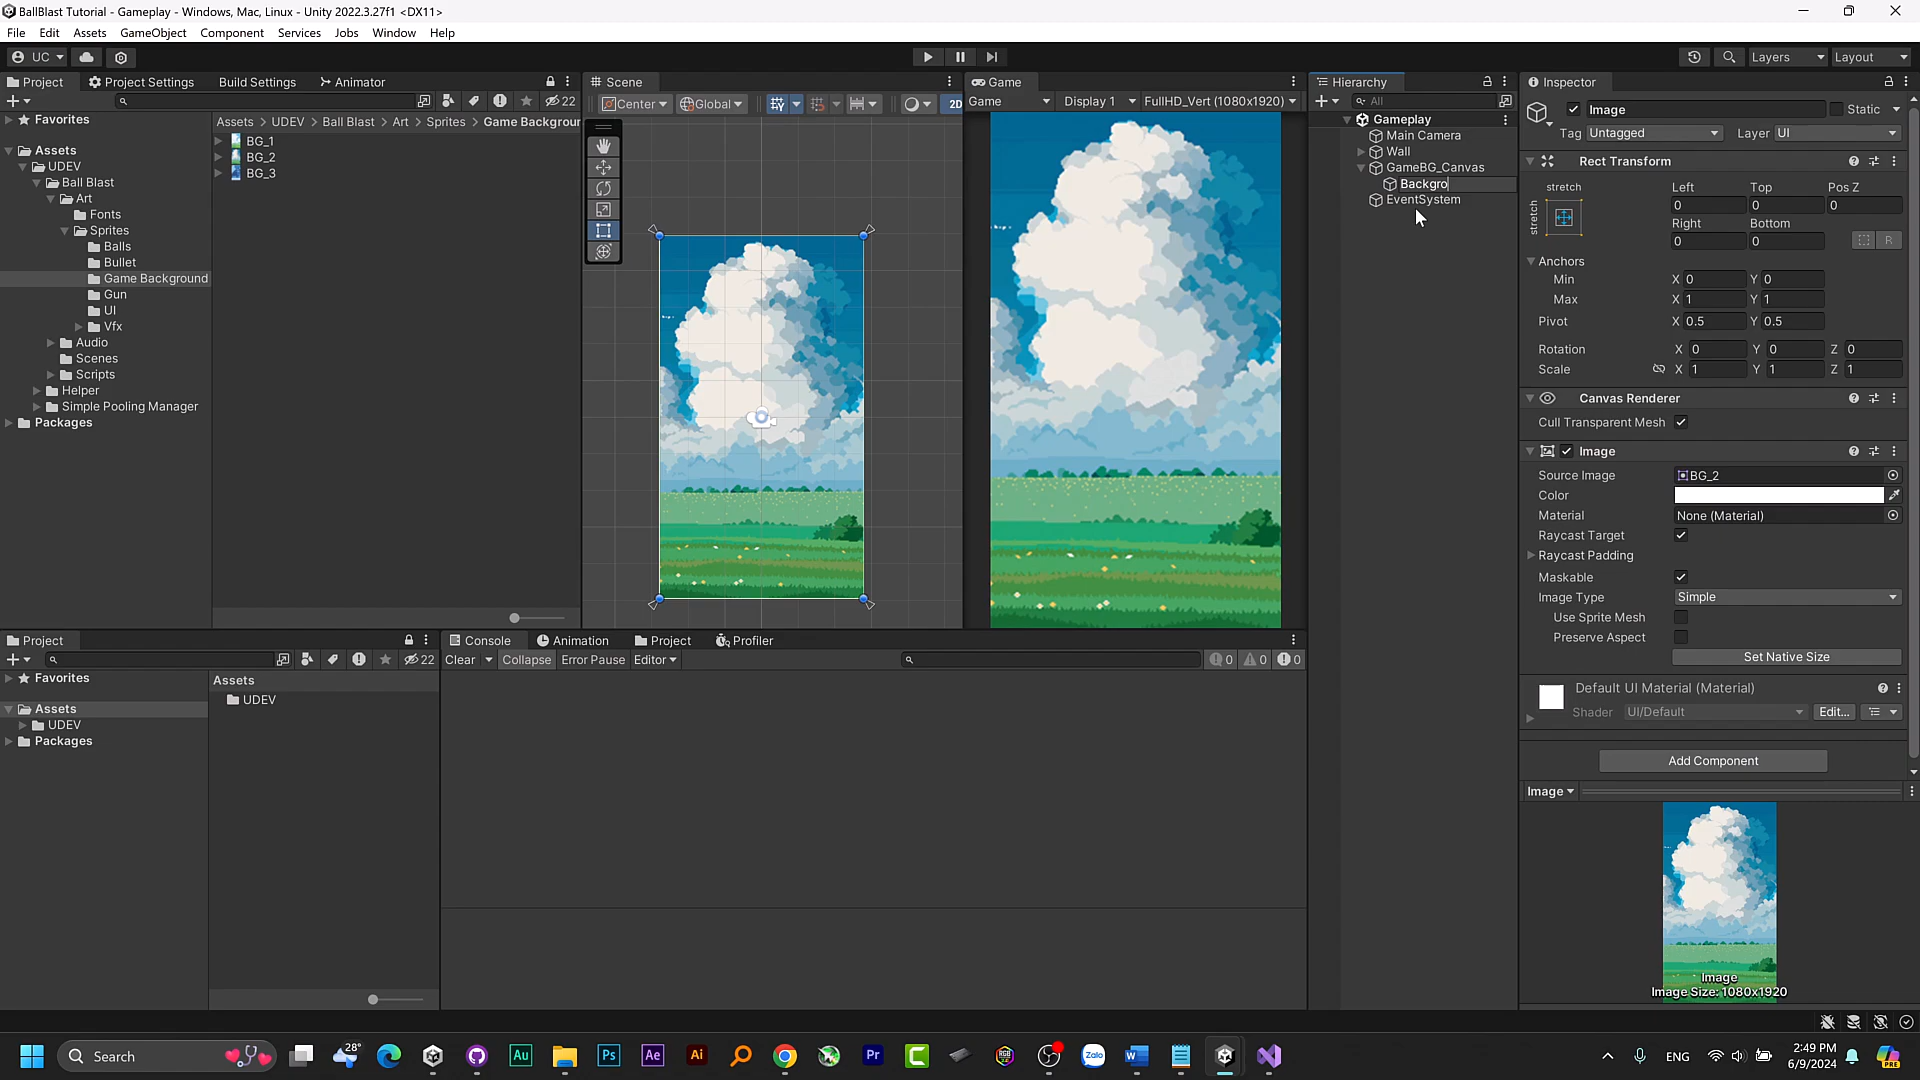 BallBlast Tutorial - Gameplay - Windows, Mac, Linux - Unity 2022.3.27f1 <DX11>
File Edit Assets GameObject Component Services Jobs Window Help
UC Layers Layout
Project Project Settings Build Settings Animator
22
Favorites
Assets
UDEV
Ball Blast
Art
Fonts
Sprites
Balls
Bullet
Game Background
Gun
UI
Vfx
Audio
Scenes
Scripts
Helper
Simple Pooling Manager
Packages
Assets > UDEV > Ball Blast > Art > Sprites > Game Backgrour
BG_1
BG_2
BG_3
Scene
Center Global 2D
Game
Game Display 1 FullHD_Vert (1080x1920)
Hierarchy
All
Gameplay
Main Camera
Wall
GameBG_Canvas
Backgro
EventSystem
Inspector
Image Static
Tag Untagged Layer UI
Rect Transform
stretch Left Top Pos Z
stretch 0 0 0
Right Bottom
0 0 R
Anchors
Min X 0 Y 0
Max X 1 Y 1
Pivot X 0.5 Y 0.5
Rotation X 0 Y 0 Z 0
Scale X 1 Y 1 Z 1
Canvas Renderer
Cull Transparent Mesh
Image
Source Image BG_2
Color
Material None (Material)
Raycast Target
Raycast Padding
Maskable
Image Type Simple
Use Sprite Mesh
Preserve Aspect
Set Native Size
Default UI Material (Material)
Shader UI/Default Edit...
Add Component
Image
Image
Image Size: 1080x1920
Project
22
Favorites
Assets
UDEV
Packages
Assets
UDEV
Console Animation Project Profiler
Clear Collapse Error Pause Editor 0 0 0
Search 28° Au Ps Ae Ai Pr C Zalo ENG 2:49 PM
6/9/2024
PRE